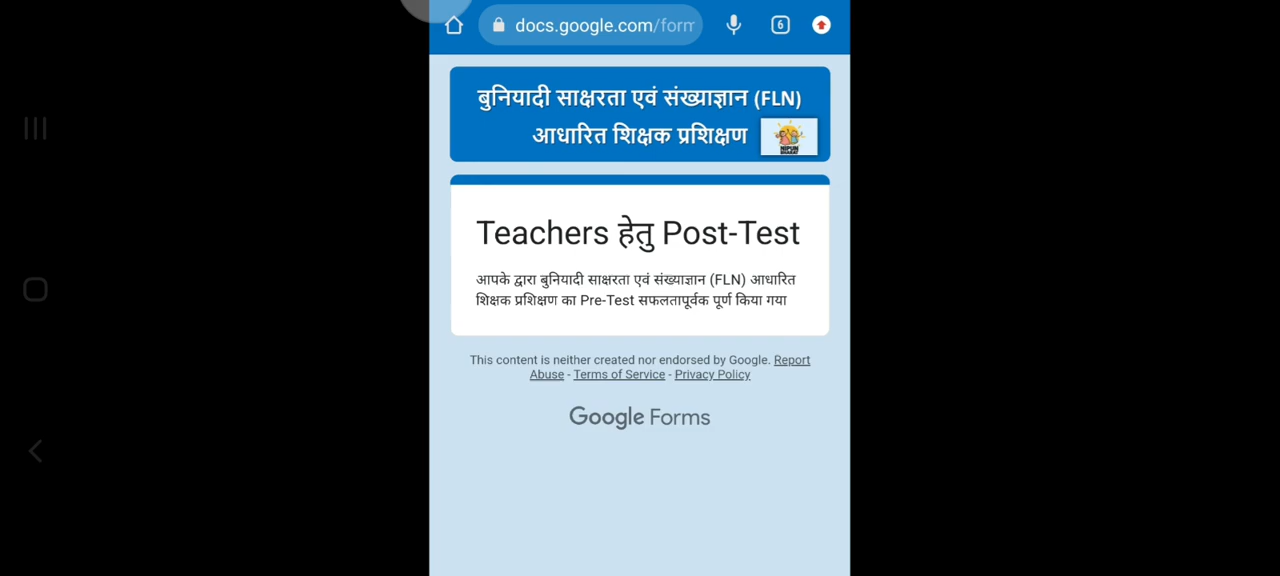 docs.google.com/form
6
बुनियादी साक्षरता एवं संख्याज्ञान (FLN)
आधारित शिक्षक प्रशिक्षण
NIPUN
BHARAT
Teachers हेतु Post-Test
आपके द्वारा बुनियादी साक्षरता एवं संख्याज्ञान (FLN) आधारित
शिक्षक प्रशिक्षण का Pre-Test सफलतापूर्वक पूर्ण किया गया
This content is neither created nor endorsed by Google. Report
Abuse - Terms of Service - Privacy Policy
Google Forms